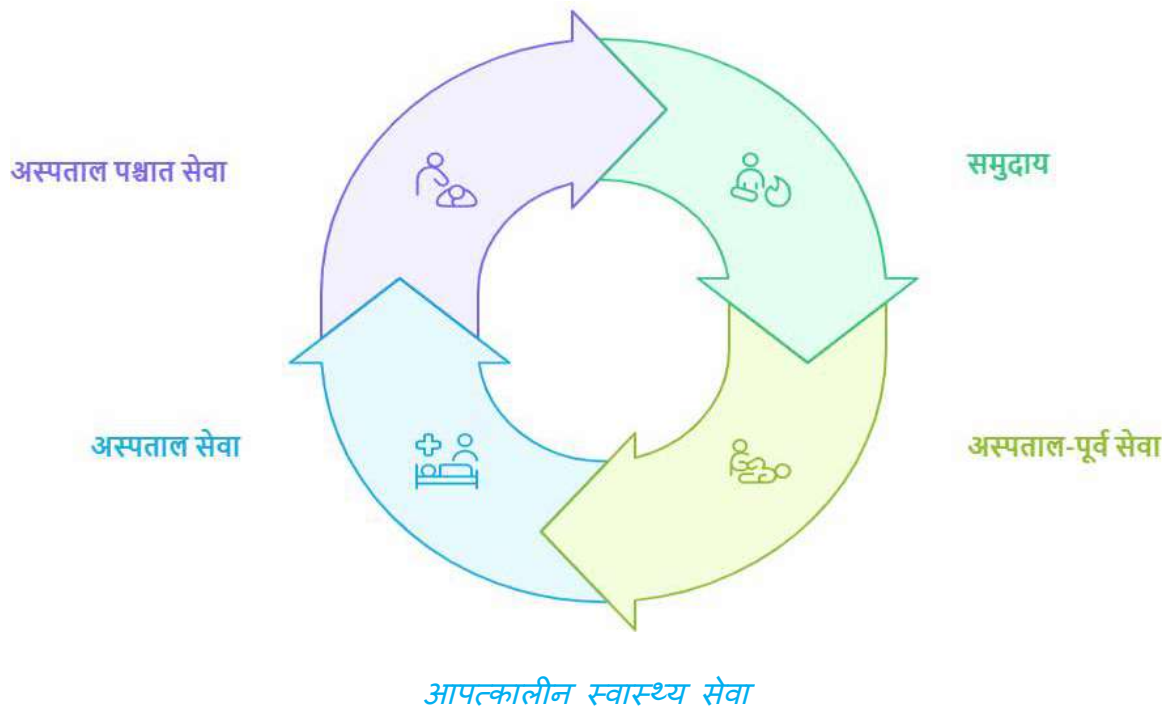 अस्पताल पश्चात सेवा
समुदाय
अस्पताल सेवा
अस्पताल-पूर्व सेवा
आपत्कालीन स्वास्थ्य सेवा